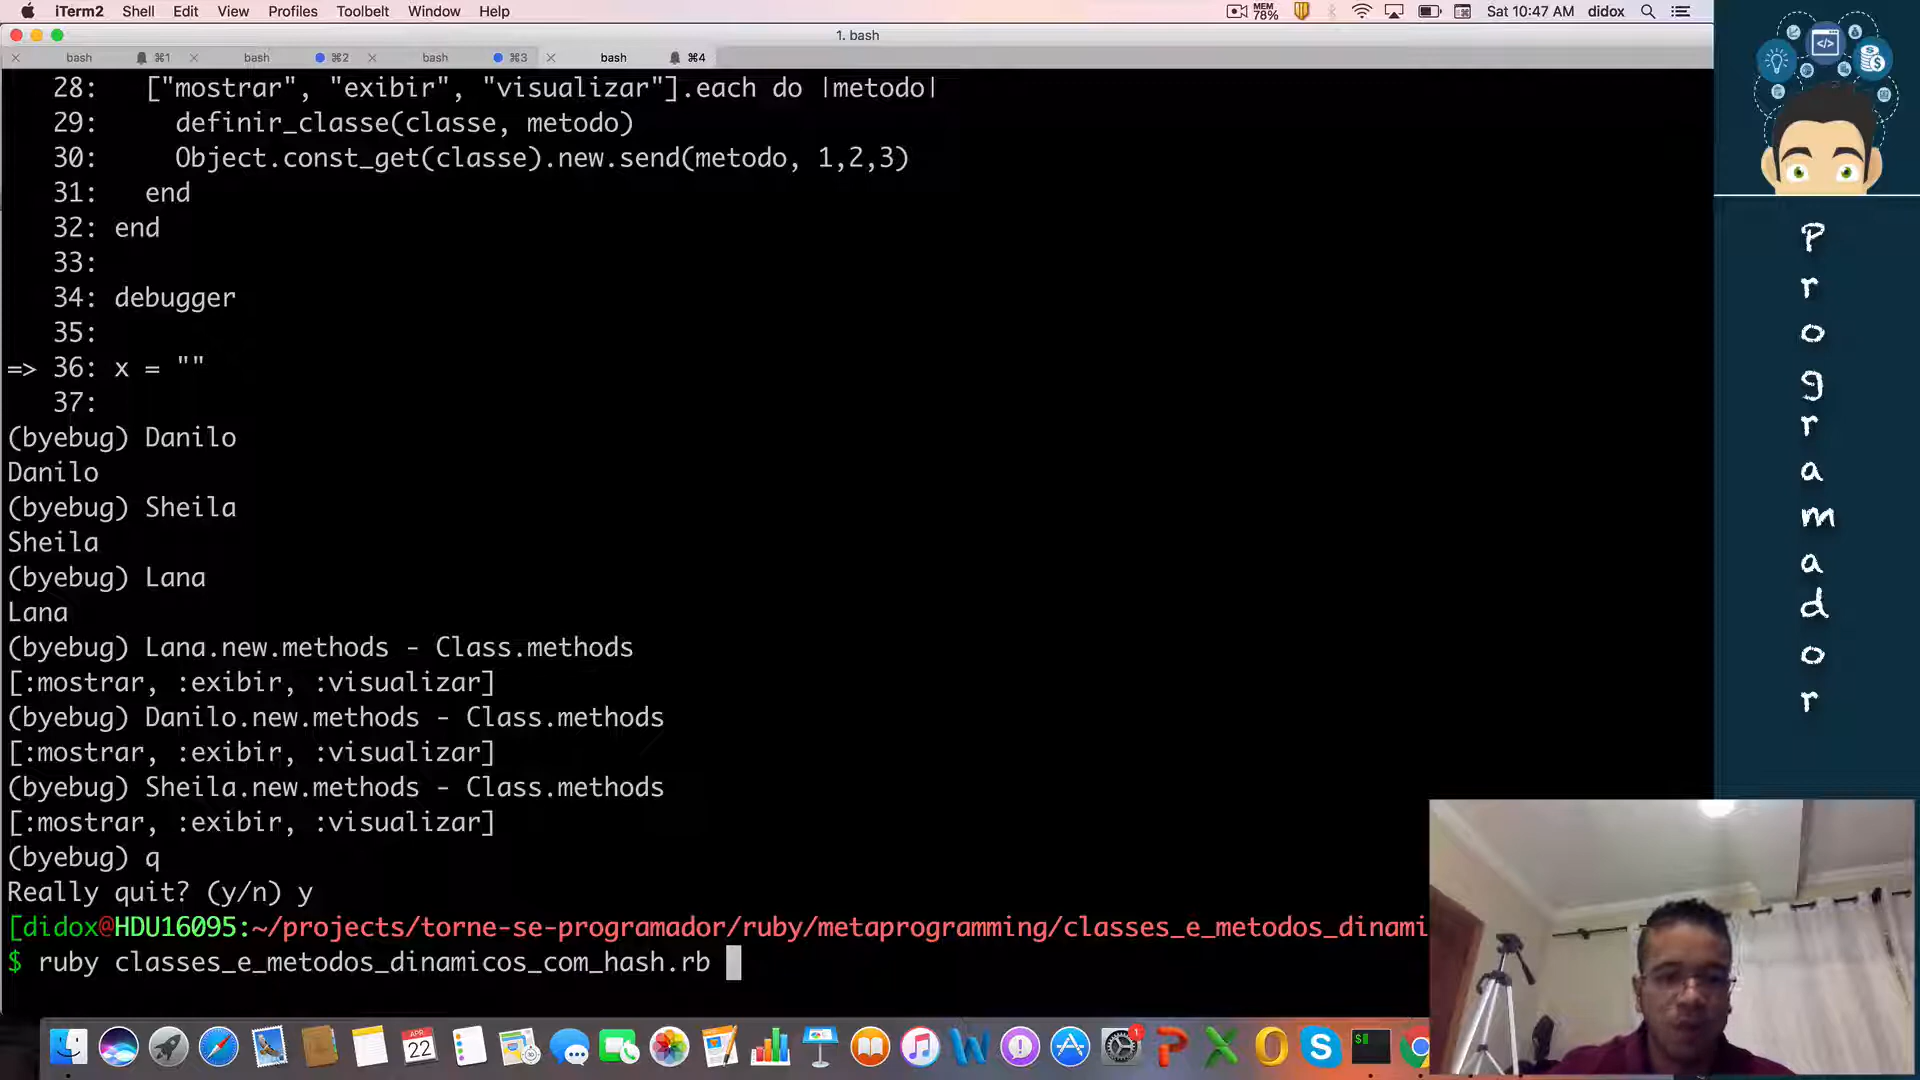 iTerm2 Shell Edit View Profiles Toolbelt Window Help MEM 78% Sat 10:47 AM didox
1. bash
bash ⌘1 bash ⌘2 bash ⌘3 bash ⌘4
28: ["mostrar", "exibir", "visualizar"].each do |metodo|
29: definir_classe(classe, metodo)
30: Object.const_get(classe).new.send(metodo, 1,2,3)
31: end
32: end
33:
34: debugger
35:
=> 36: x = ""
37:
(byebug) Danilo
Danilo
(byebug) Sheila
Sheila
(byebug) Lana
Lana
(byebug) Lana.new.methods - Class.methods
[:mostrar, :exibir, :visualizar]
(byebug) Danilo.new.methods - Class.methods
[:mostrar, :exibir, :visualizar]
(byebug) Sheila.new.methods - Class.methods
[:mostrar, :exibir, :visualizar]
(byebug) q
Really quit? (y/n) y
[didox@HDU16095:~/projects/torne-se-programador/ruby/metaprogramming/classes_e_metodos_dinami
$ ruby classes_e_metodos_dinamicos_com_hash.rb
Programador
APR 22